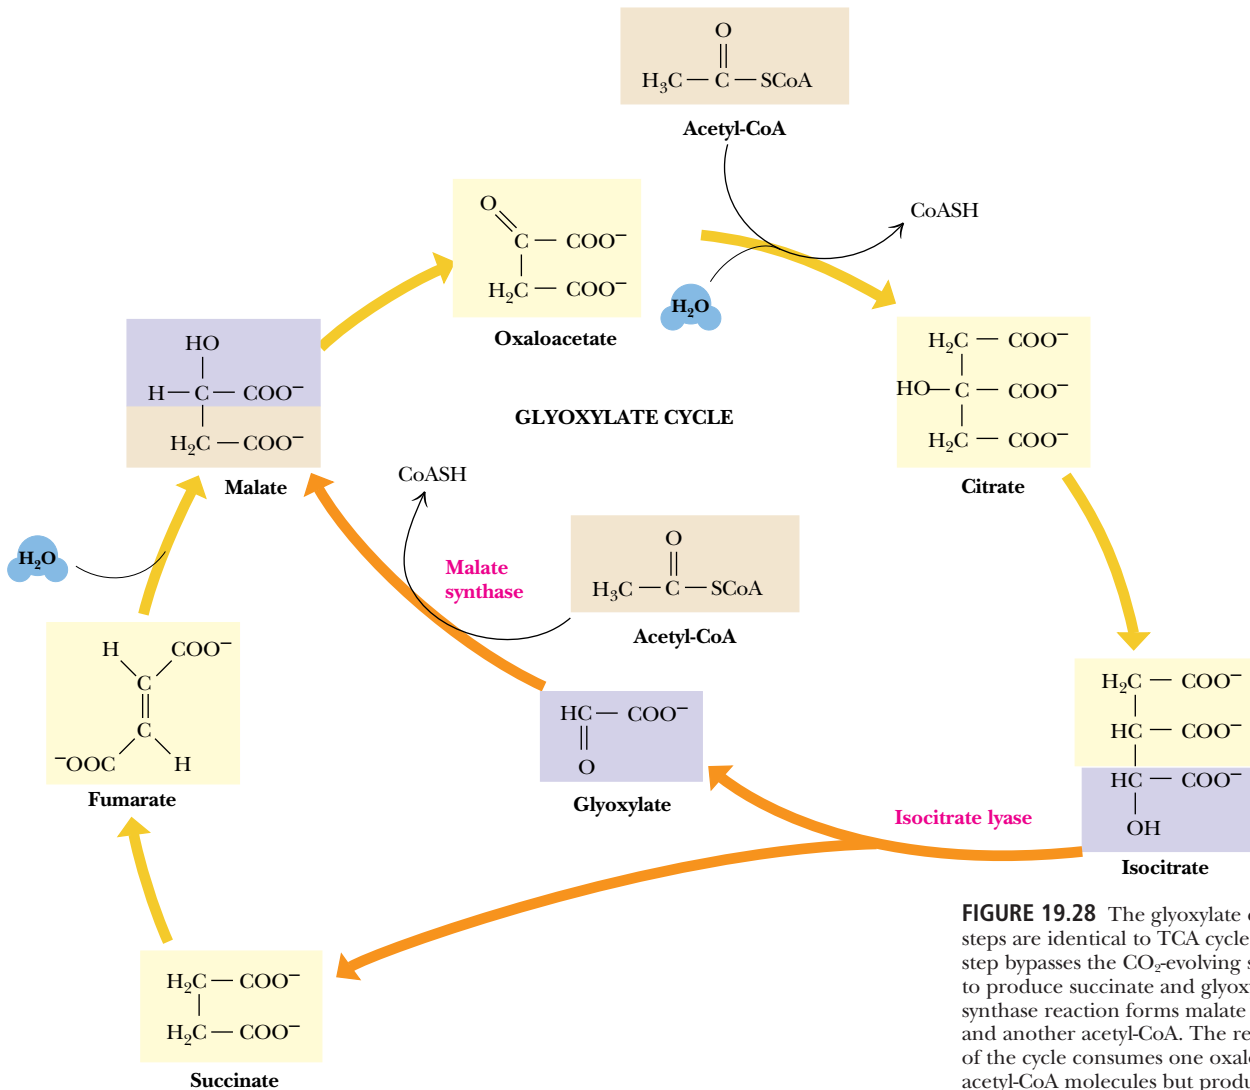 O
H₃C — C — SCoA
Acetyl-CoA
CoASH
H₂O
O
C — COO⁻
H₂C — COO⁻
Oxaloacetate
H₂C — COO⁻
HO—C — COO⁻
H₂C — COO⁻
Citrate
HO
H—C — COO⁻
H₂C — COO⁻
Malate
GLYOXYLATE CYCLE
CoASH
H₂O
Malate
synthase
O
H₃C — C — SCoA
Acetyl-CoA
H COO⁻
C
C
⁻OOC H
Fumarate
HC — COO⁻
O
Glyoxylate
Isocitrate lyase
H₂C — COO⁻
HC — COO⁻
HC — COO⁻
OH
Isocitrate
H₂C — COO⁻
H₂C — COO⁻
Succinate
FIGURE 19.28 The glyoxylate
steps are identical to TCA cycle
step bypasses the CO₂-evolving
to produce succinate and
synthase reaction forms malate
and another acetyl-CoA. The
of the cycle consumes one
acetyl-CoA molecules but